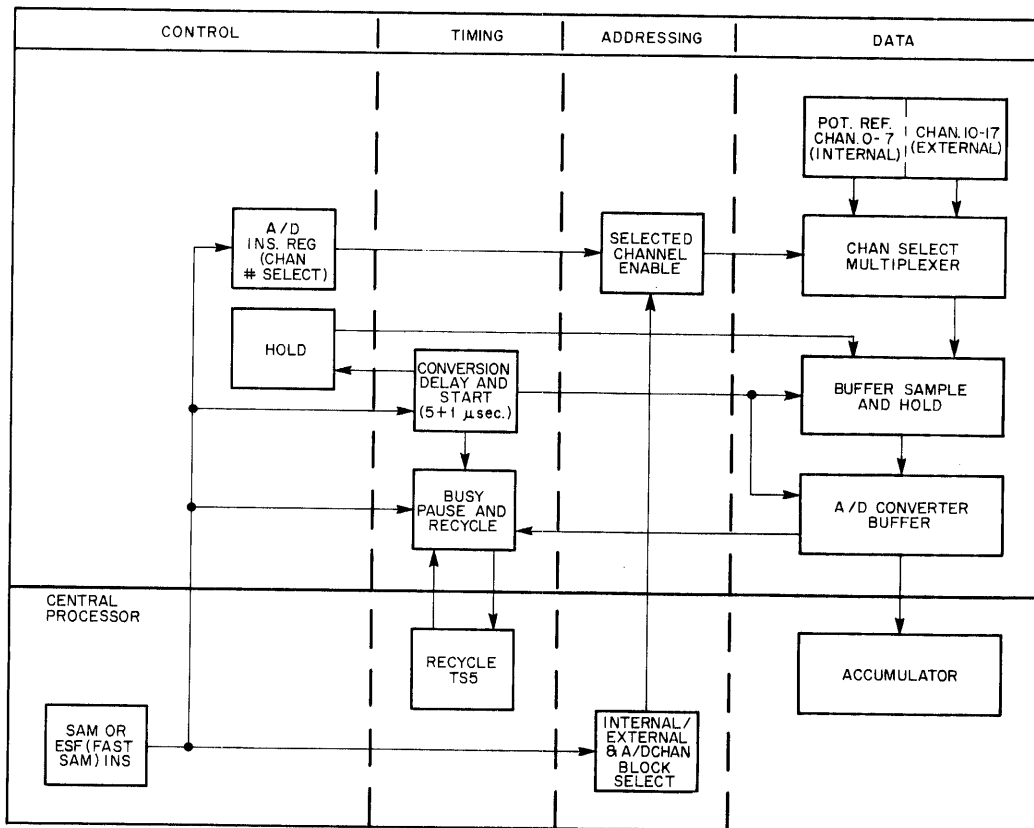 CONTROL
TIMING
ADDRESSING
DATA
POT. REF.
CHAN. 0-7
(INTERNAL)
CHAN. 10-17
(EXTERNAL)
A/D
INS. REG
(CHAN
# SELECT)
SELECTED
CHANNEL
ENABLE
CHAN SELECT
MULTIPLEXER
HOLD
CONVERSION
DELAY AND
START
(5+1 μsec.)
BUFFER SAMPLE
AND HOLD
BUSY
PAUSE AND
RECYCLE
A/D CONVERTER
BUFFER
CENTRAL
PROCESSOR
RECYCLE
TS5
ACCUMULATOR
SAM OR
ESF (FAST
SAM) INS
INTERNAL/
EXTERNAL
& A/DCHAN
BLOCK
SELECT